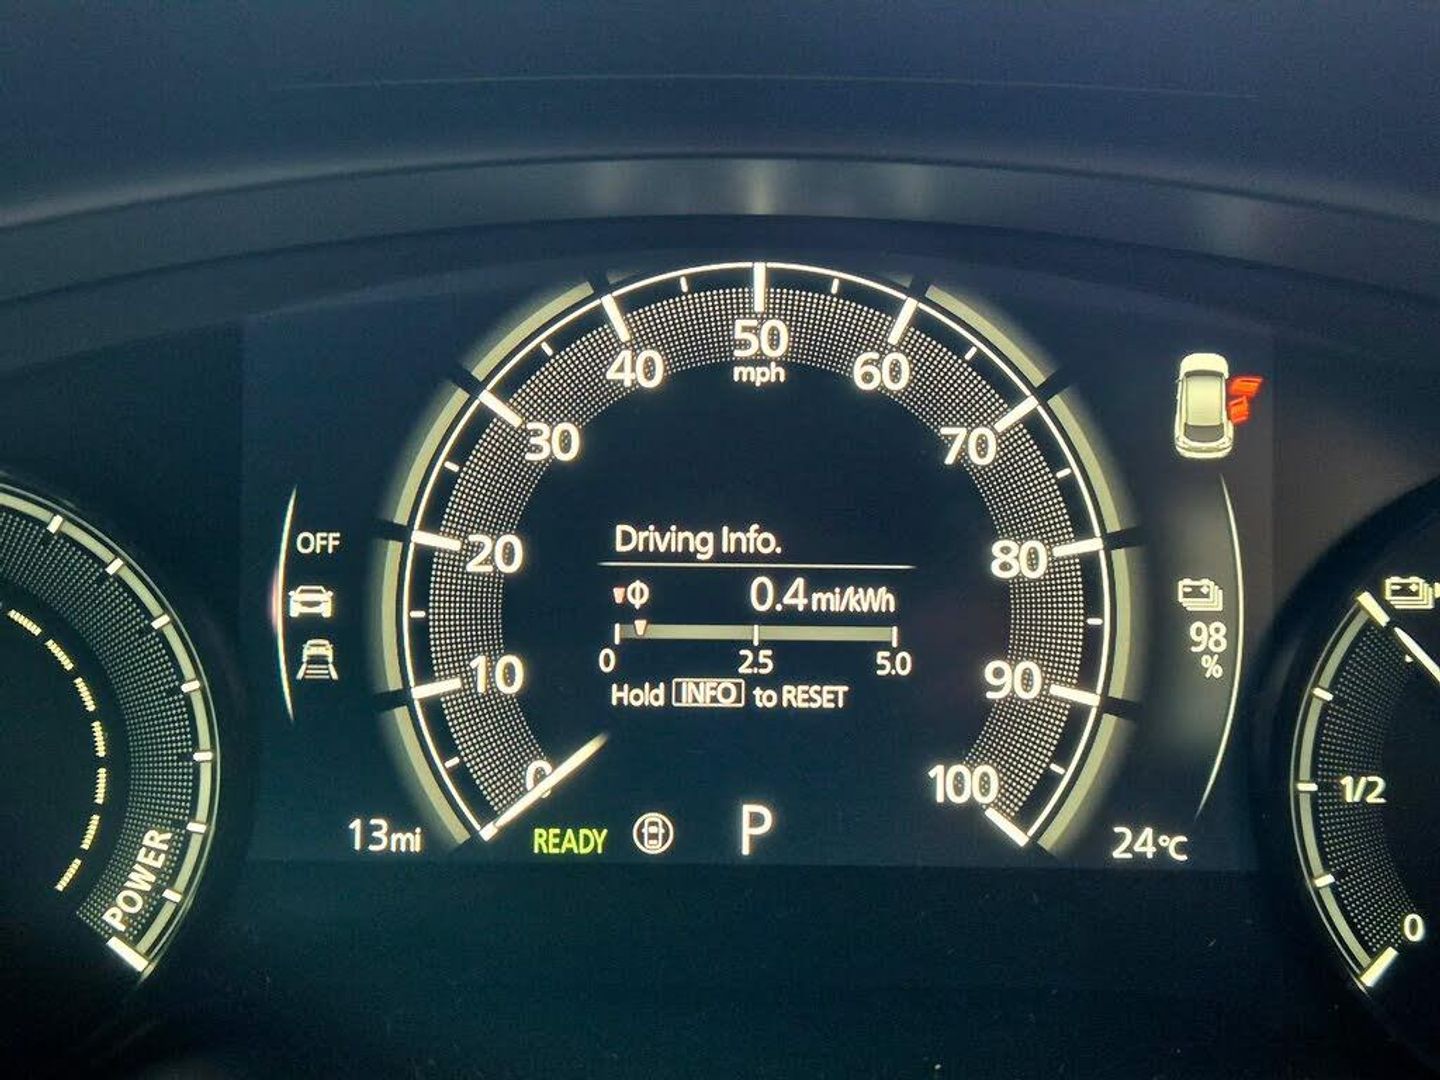 50
mph
40
60
30
70
20
80
10
90
0
100
OFF
Driving Info.
0.4 mi/kWh
0 2.5 5.0
Hold INFO to RESET
98
%
13mi
READY
P
24°C
POWER
1/2
0